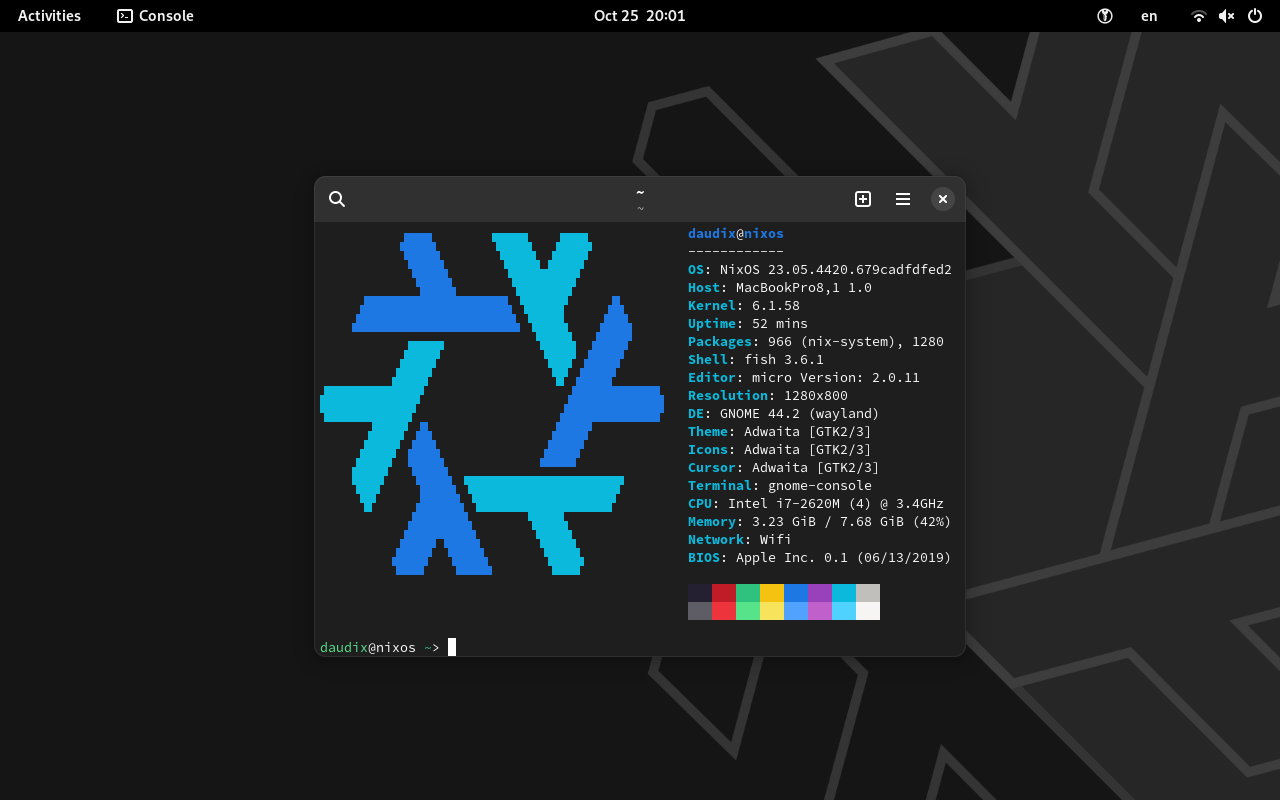 Activities Console Oct 25 20:01 en
~
~
daudix@nixos
------------
OS: NixOS 23.05.4420.679cadfdfed2
Host: MacBookPro8,1 1.0
Kernel: 6.1.58
Uptime: 52 mins
Packages: 966 (nix-system), 1280
Shell: fish 3.6.1
Editor: micro Version: 2.0.11
Resolution: 1280x800
DE: GNOME 44.2 (wayland)
Theme: Adwaita [GTK2/3]
Icons: Adwaita [GTK2/3]
Cursor: Adwaita [GTK2/3]
Terminal: gnome-console
CPU: Intel i7-2620M (4) @ 3.4GHz
Memory: 3.23 GiB / 7.68 GiB (42%)
Network: Wifi
BIOS: Apple Inc. 0.1 (06/13/2019)
daudix@nixos ~>